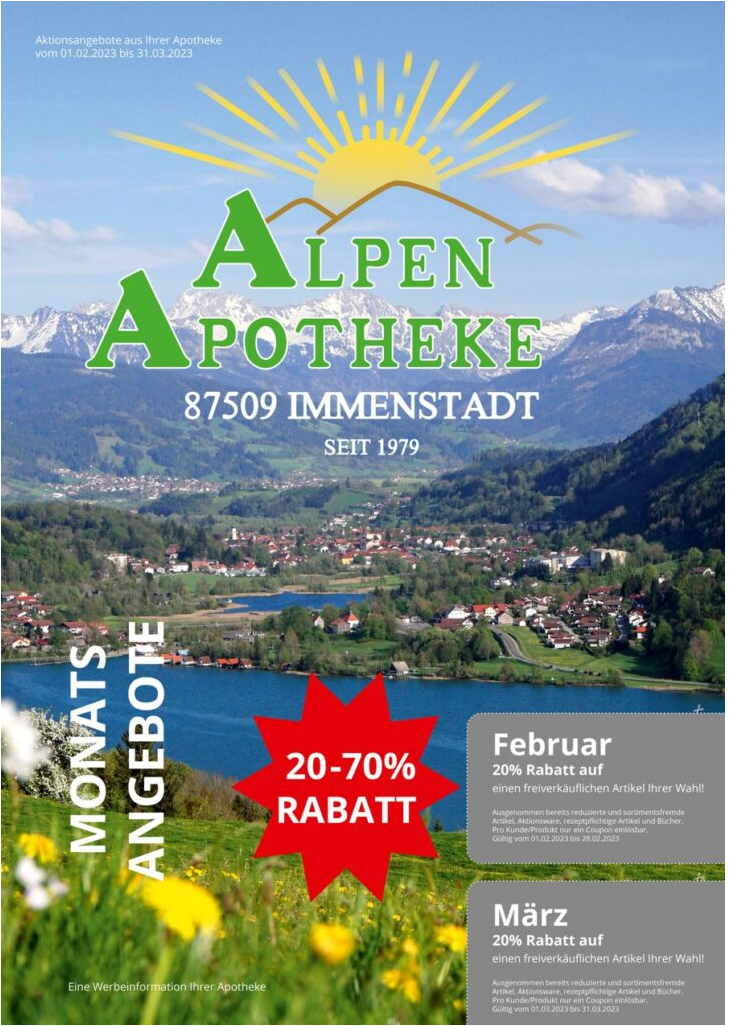 Aktionsangebote aus Ihrer Apotheke
vom 01.02.2023 bis 31.03.2023
ALPEN
APOTHEKE
87509 IMMENSTADT
SEIT 1979
MONATS
ANGEBOTE
20-70%
RABATT
Februar
20% Rabatt auf
einen freiverkäuflichen Artikel Ihrer Wahl!
Ausgenommen bereits reduzierte und sortimentsfremde
Artikel, Aktionsware, rezeptpflichtige Artikel und Bücher.
Pro Kunde/Produkt nur ein Coupon einlösbar.
Gültig vom 01.02.2023 bis 28.02.2023
März
20% Rabatt auf
einen freiverkäuflichen Artikel Ihrer Wahl!
Ausgenommen bereits reduzierte und sortimentsfremde
Artikel, Aktionsware, rezeptpflichtige Artikel und Bücher.
Pro Kunde/Produkt nur ein Coupon einlösbar.
Gültig vom 01.03.2023 bis 31.03.2023
Eine Werbeinformation Ihrer Apotheke